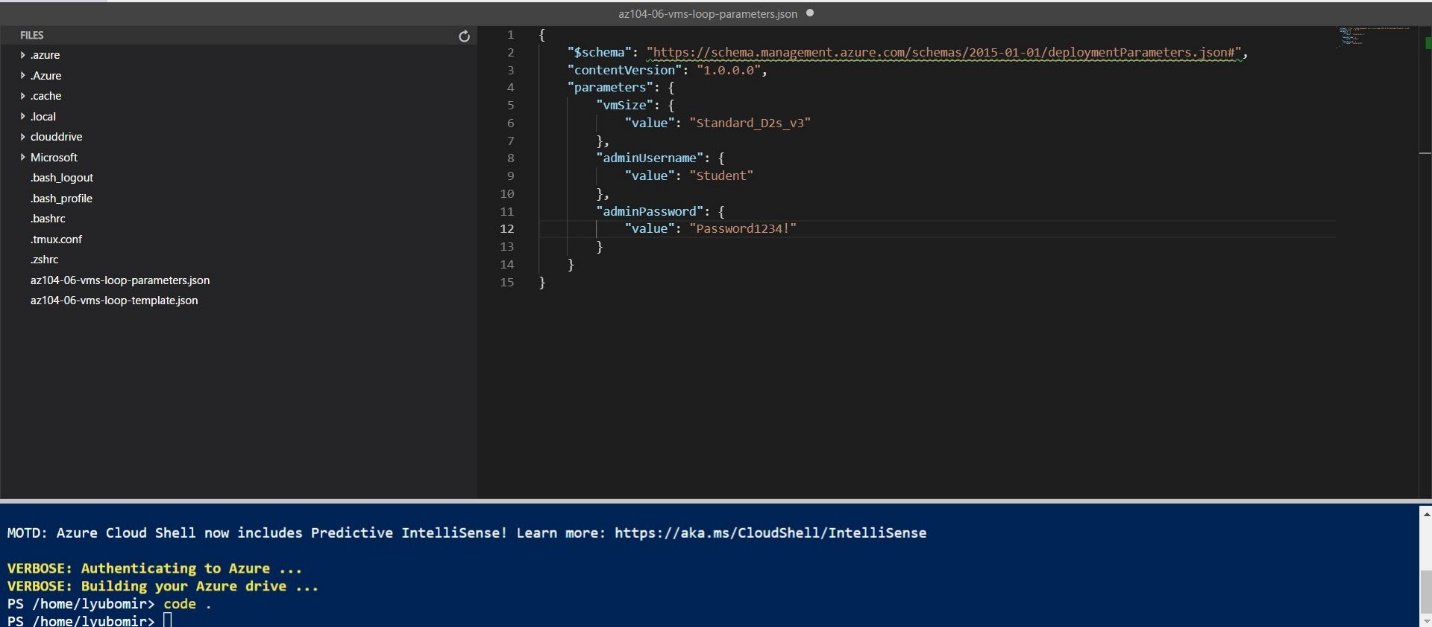 az104-06-vms-loop-parameters.json
FILES
.azure
.Azure
.cache
.local
clouddrive
Microsoft
.bash_logout
.bash_profile
.bashrc
.tmux.conf
.zshrc
az104-06-vms-loop-parameters.json
az104-06-vms-loop-template.json
1 {
2 "$schema": "https://schema.management.azure.com/schemas/2015-01-01/deploymentParameters.json#",
3 "contentVersion": "1.0.0.0",
4 "parameters": {
5 "vmSize": {
6 "value": "Standard_D2s_v3"
7 },
8 "adminUsername": {
9 "value": "Student"
10 },
11 "adminPassword": {
12 "value": "Password1234!"
13 }
14 }
15 }
MOTD: Azure Cloud Shell now includes Predictive IntelliSense! Learn more: https://aka.ms/CloudShell/IntelliSense
VERBOSE: Authenticating to Azure ...
VERBOSE: Building your Azure drive ...
PS /home/lyubomir> code .
PS /home/lyubomir>